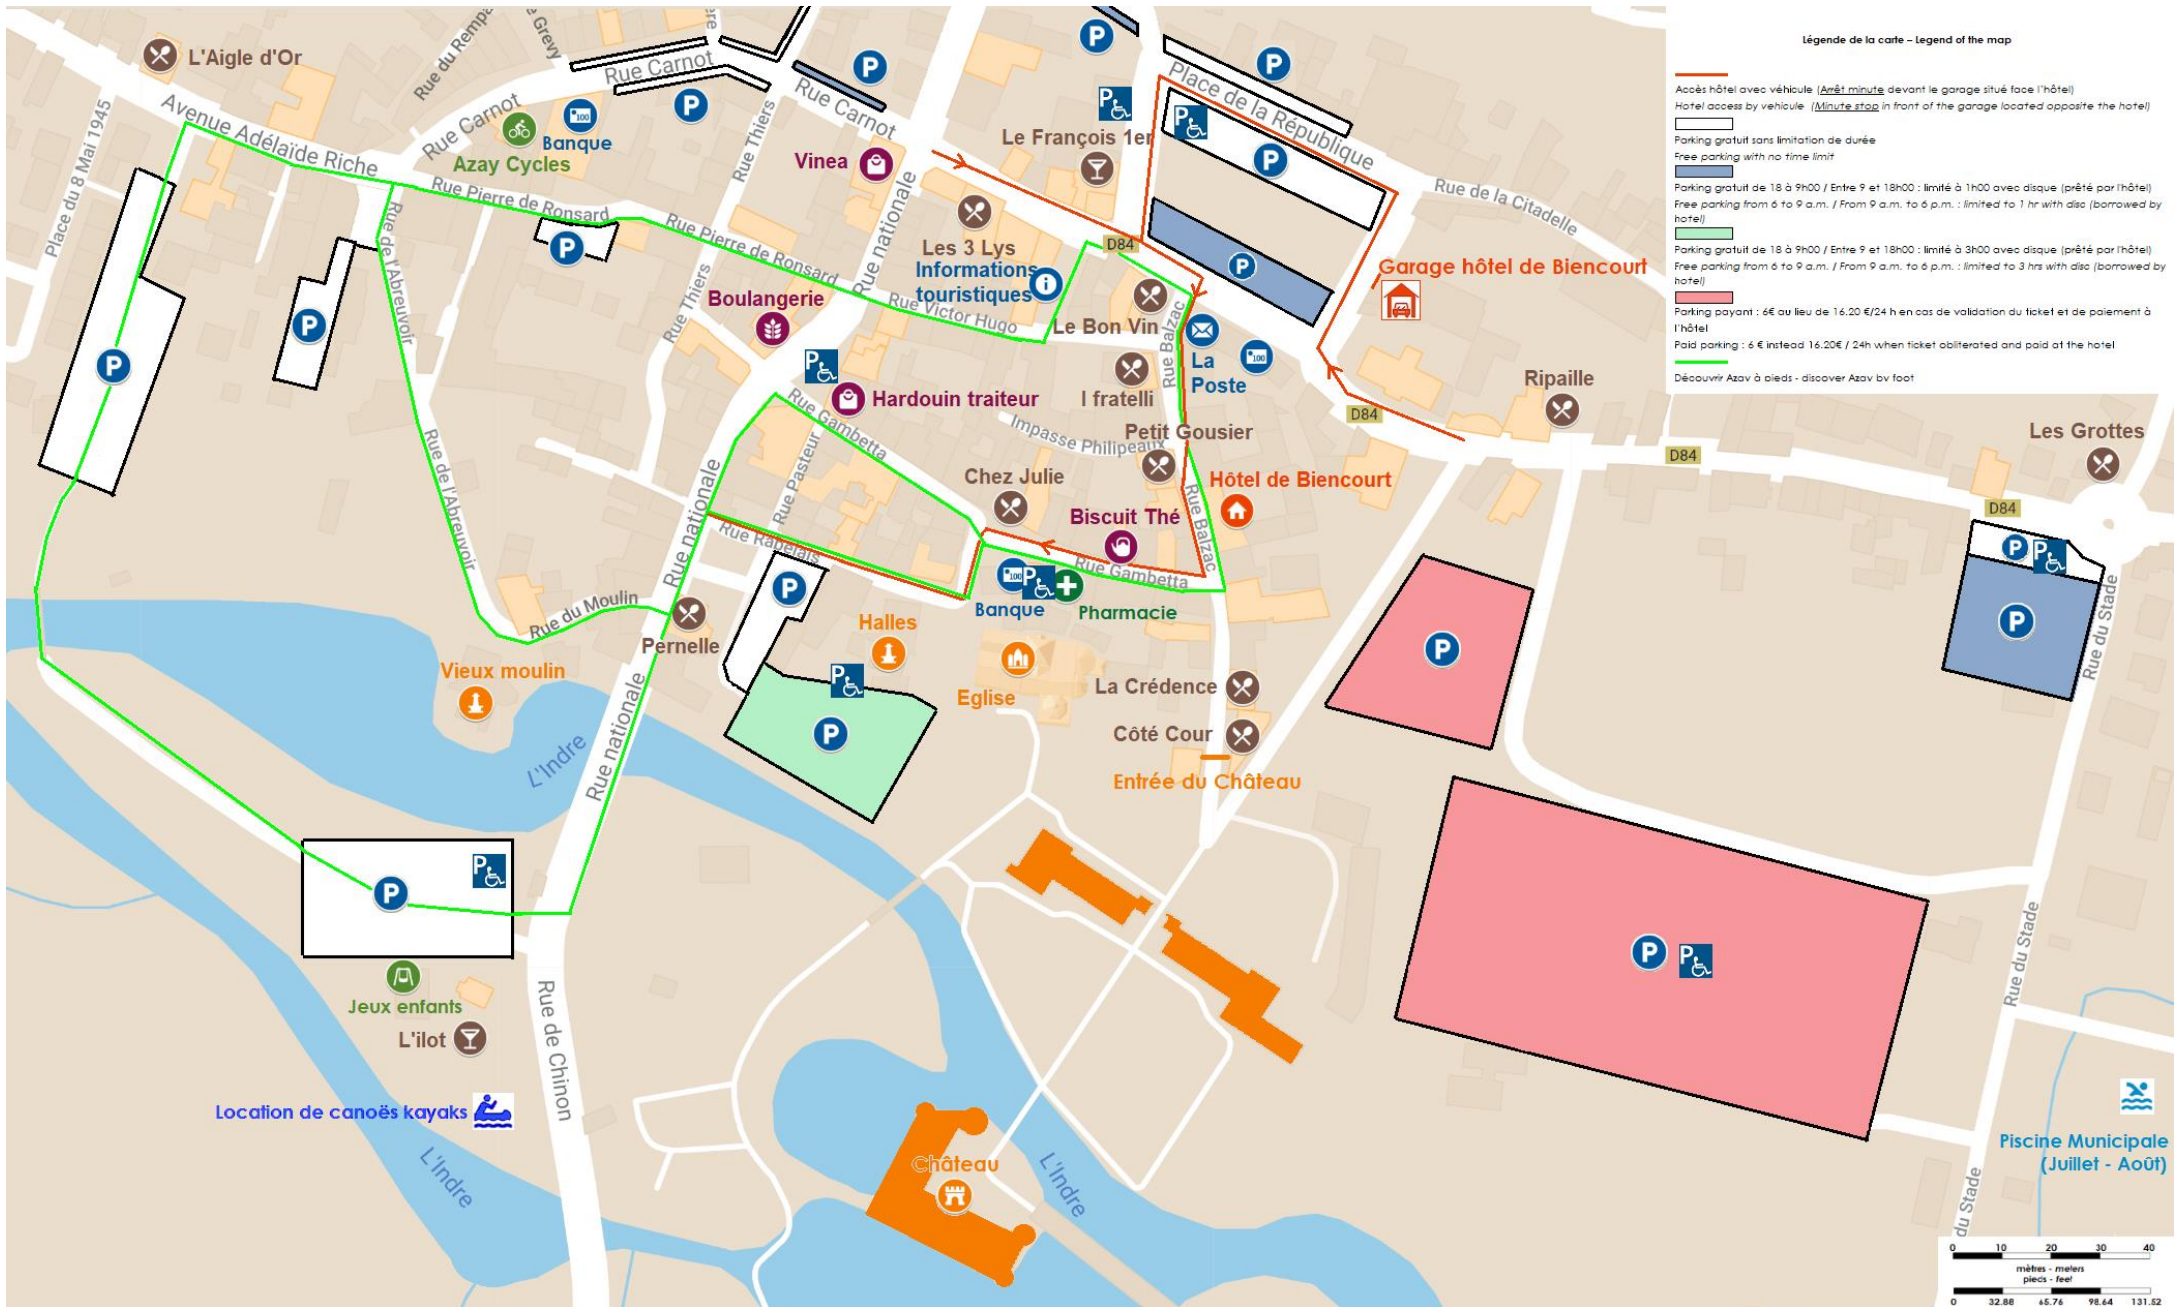 Légende de la carte – Legend of the map
Accès hôtel avec véhicule (Arrêt minute devant le garage situé face l'hôtel)
Hotel access by vehicule (Minute stop in front of the garage located opposite the hotel)
Parking gratuit sans limitation de durée
Free parking with no time limit
Parking gratuit de 18 à 9h00 / Entre 9 et 18h00 : limité à 1h00 avec disque (prêté par l'hôtel)
Free parking from 6 to 9 a.m. / From 9 a.m. to 6 p.m. : limited to 1 hr with disc (borrowed by
hotel)
Parking gratuit de 18 à 9h00 / Entre 9 et 18h00 : limité à 3h00 avec disque (prêté par l'hôtel)
Free parking from 6 to 9 a.m. / From 9 a.m. to 6 p.m. : limited to 3 hrs with disc (borrowed by
hotel)
Parking payant : 6€ au lieu de 16.20 €/24 h en cas de validation du ticket et de paiement à
l'hôtel
Paid parking : 6 € instead 16.20€ / 24h when ticket obliterated and paid at the hotel
Découvrir Azay à pieds - discover Azay by foot
L'Aigle d'Or
Rue du Rempa
Grevy
Rue Carnot
P
P
P
P
Place du 8 Mai 1945
Avenue Adélaïde Riche
Rue Carnot
Azay Cycles
100
Banque
Rue Thiers
Rue Carnot
Vinea
Le François 1er
P
P
Place de la République
P
Rue de la Citadelle
Rue Pierre de Ronsard
Rue de l'Abreuvoir
P
Rue Pierre de Ronsard
Rue nationale
Les 3 Lys
D84
Informations
touristiques
i
P
Garage hôtel de Biencourt
P
P
Rue Thiers
Boulangerie
Rue Victor Hugo
Le Bon Vin
Rue Balzac
La
Poste
100
P
Hardouin traiteur
I fratelli
Ripaille
D84
Rue Gambetta
Impasse Philipeaux
Petit Gousier
D84
Les Grottes
Rue de l'Abreuvoir
Rue nationale
Rue Pasteur
Chez Julie
Hôtel de Biencourt
D84
Rue Rabelais
Biscuit Thé
Rue Balzac
Rue Gambetta
P
P
P
100
P
Banque
Pharmacie
Rue du Moulin
Pernelle
Halles
P
P
Rue du Stade
Vieux moulin
P
Eglise
La Crédence
P
Côté Cour
L'Indre
Rue nationale
Entrée du Château
P
P
P
P
Rue du Stade
Jeux enfants
L'ilot
Rue de Chinon
Location de canoës kayaks
L'Indre
Château
L'Indre
Piscine Municipale
(Juillet - Août)
du Stade
0 10 20 30 40
mètres - meters
pieds - feet
0 32.88 65.76 98.64 131.52